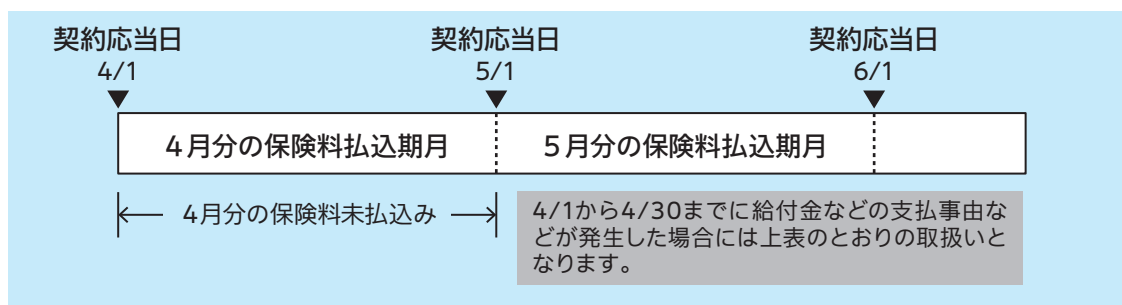 契約応当日 契約応当日 契約応当日
4/1 5/1 6/1
4月分の保険料払込期月 5月分の保険料払込期月
4月分の保険料未払込み
4/1から4/30までに給付金などの支払事由な
どが発生した場合には上表のとおりの取扱いと
なります。